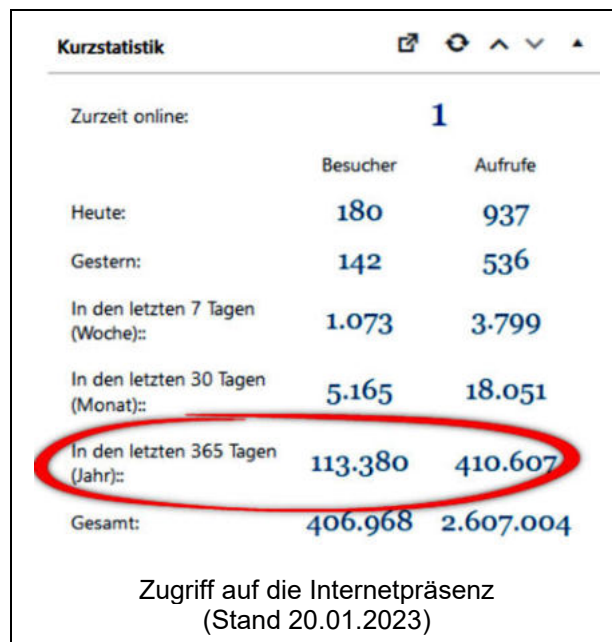 Kurzstatistik
Zurzeit online: 1
Besucher Aufrufe
Heute: 180 937
Gestern: 142 536
In den letzten 7 Tagen
(Woche):: 1.073 3.799
In den letzten 30 Tagen
(Monat):: 5.165 18.051
In den letzten 365 Tagen
(Jahr):: 113.380 410.607
Gesamt: 406.968 2.607.004
Zugriff auf die Internetpräsenz
(Stand 20.01.2023)